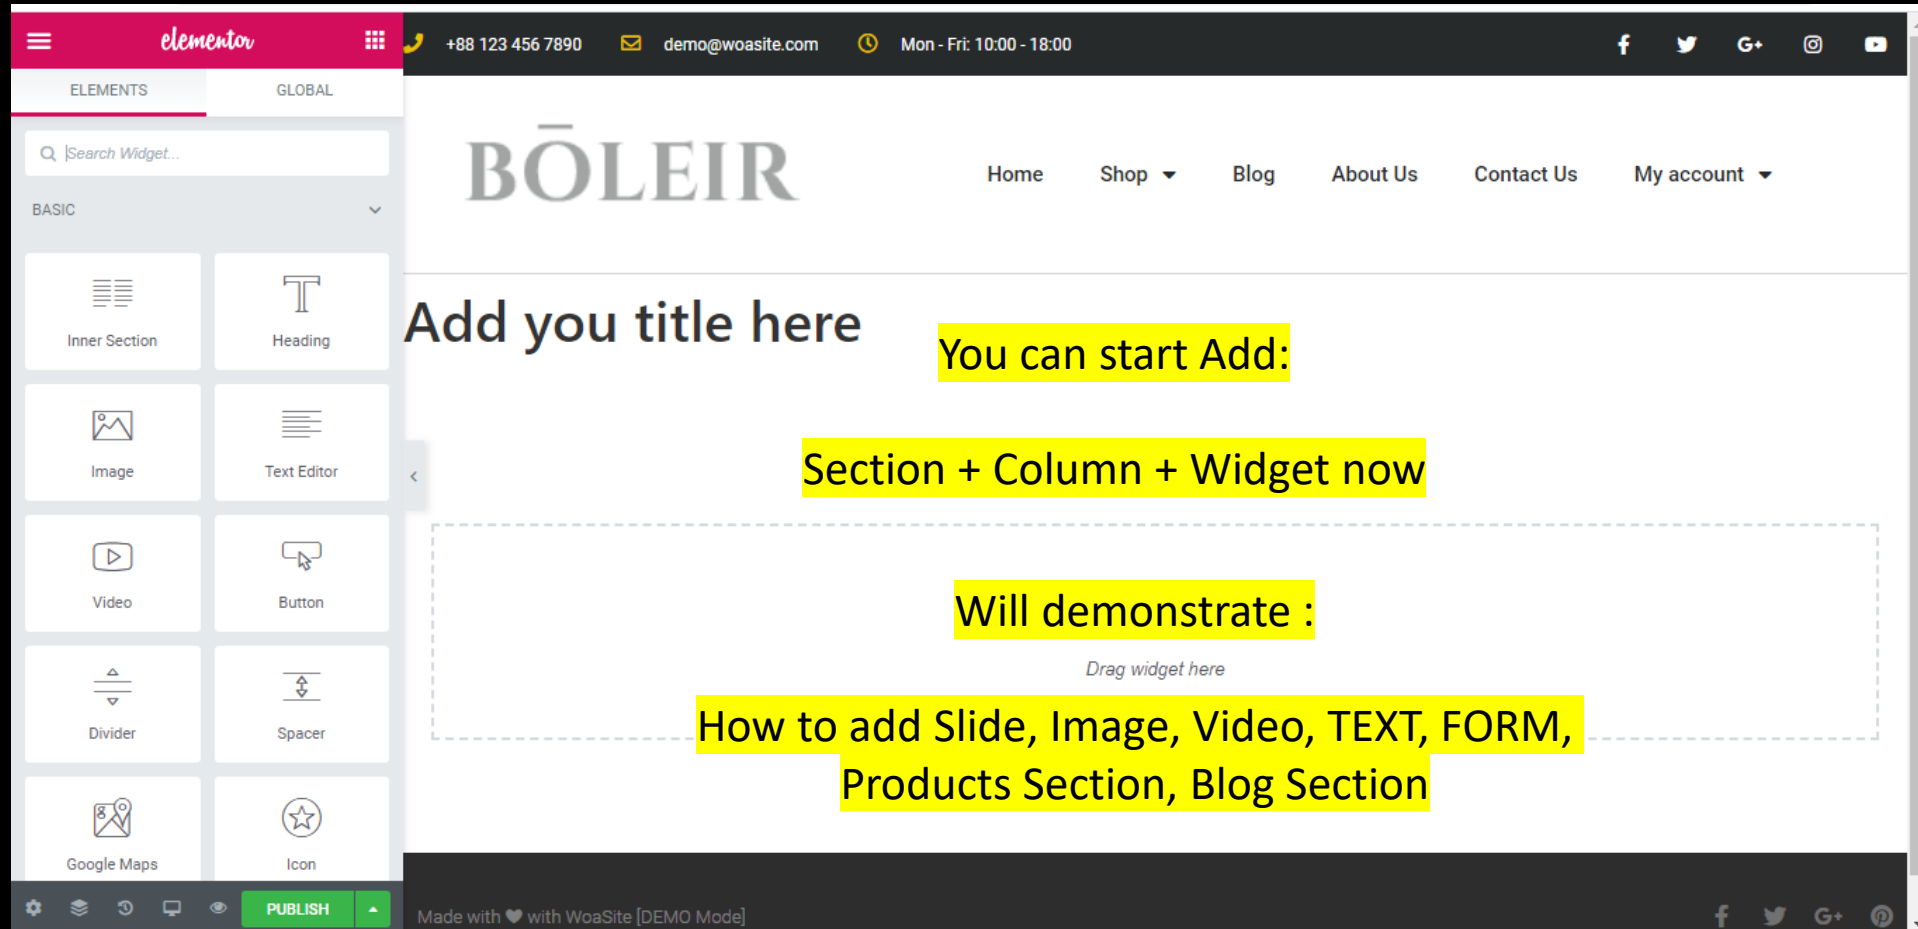 elementor
+88 123 456 7890 demo@woasite.com Mon - Fri: 10:00 - 18:00
ELEMENTS GLOBAL
Search Widget...
BASIC
BŌLEIR
Home Shop Blog About Us Contact Us My account
Inner Section Heading
Image Text Editor
Video Button
Divider Spacer
Google Maps Icon
PUBLISH
Add you title here
You can start Add:
Section + Column + Widget now
Will demonstrate :
Drag widget here
How to add Slide, Image, Video, TEXT, FORM,
Products Section, Blog Section
Made with ♥ with WoaSite [DEMO Mode]